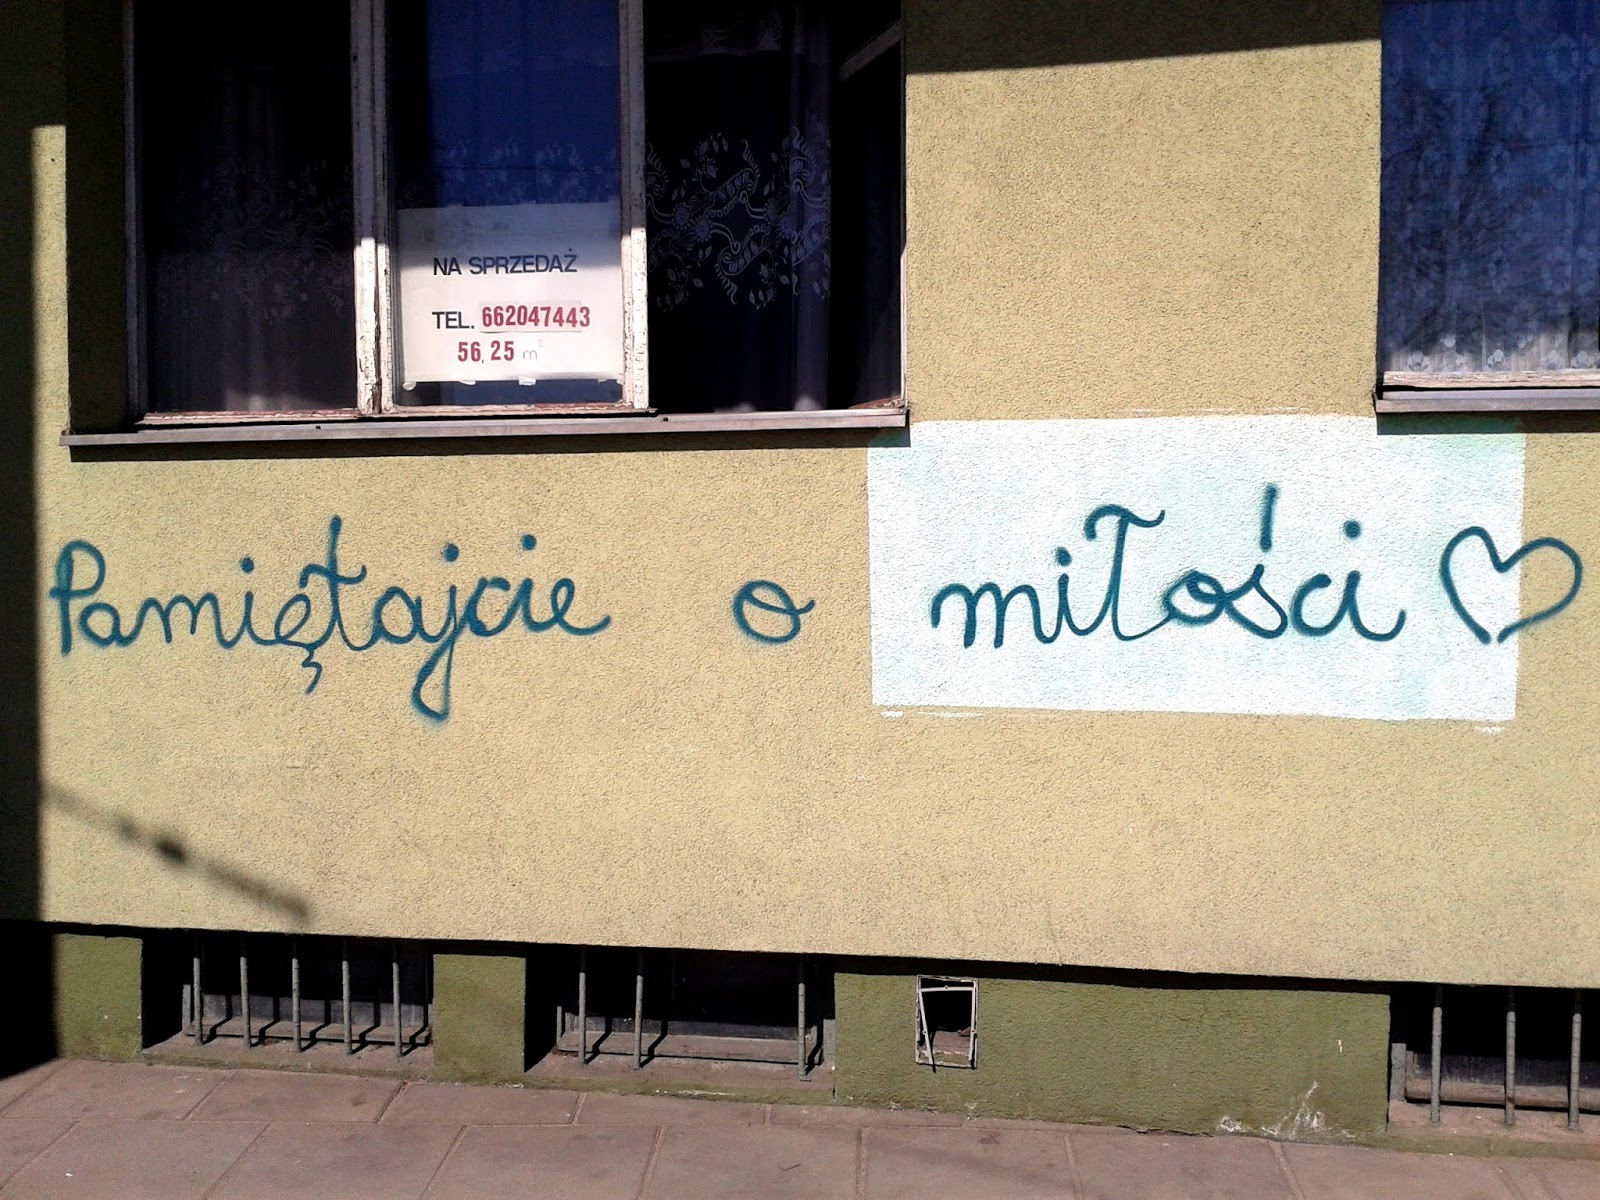 NA SPRZEDAŻ
TEL. 662047443
56,25 m²
Pamiętajcie o miłości